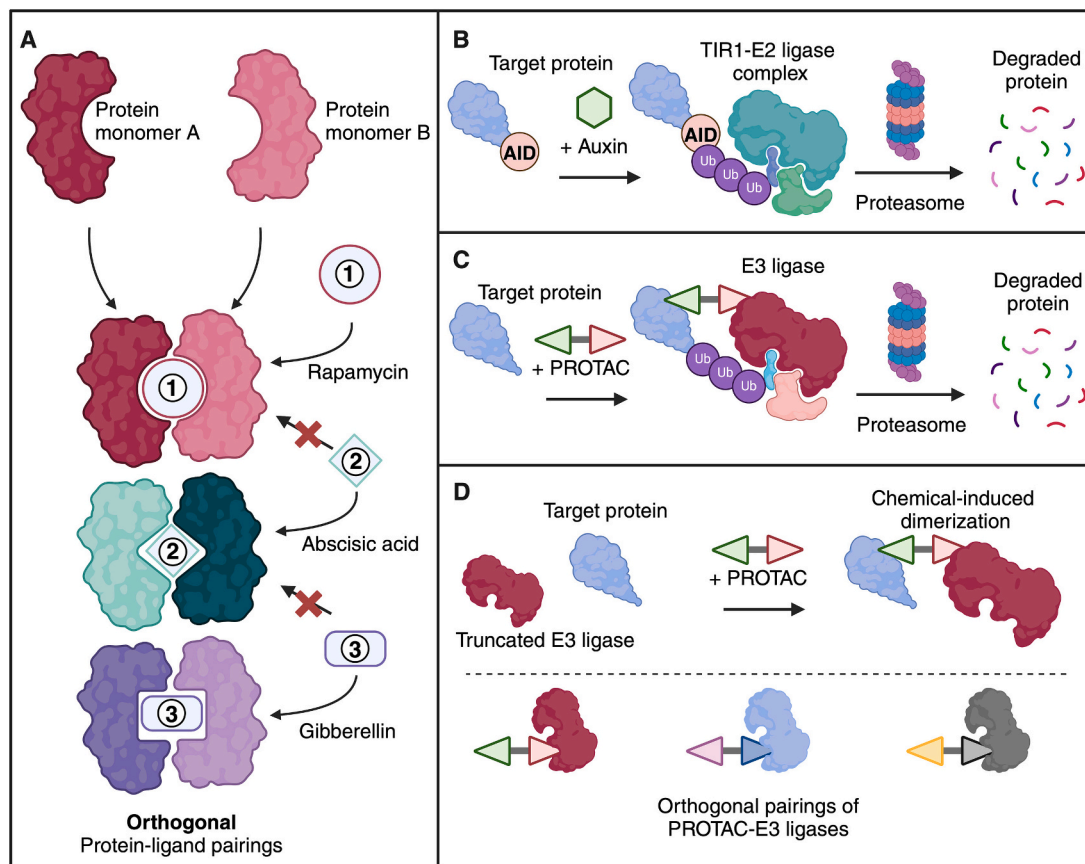 A
Protein
monomer A
Protein
monomer B
1
Rapamycin
1
2
Abscisic acid
2
3
Gibberellin
3
Orthogonal
Protein-ligand pairings
B
Target protein
AID
+ Auxin
TIR1-E2 ligase
complex
AID
Ub
Ub
Ub
Proteasome
Degraded
protein
C
Target protein
+ PROTAC
E3 ligase
Ub
Ub
Ub
Proteasome
Degraded
protein
D
Target protein
Truncated E3 ligase
+ PROTAC
Chemical-induced
dimerization
Orthogonal pairings of
PROTAC-E3 ligases